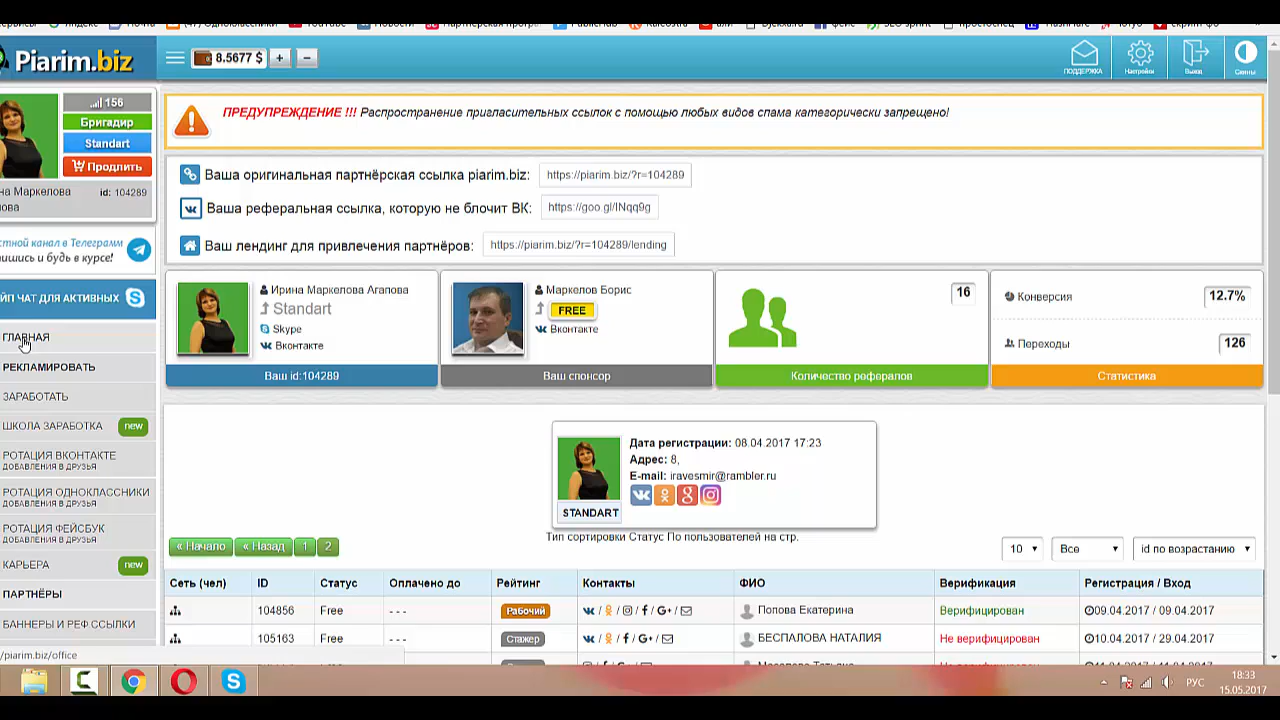 Piarim.biz
8.5677 $
+
−
ПОДДЕРЖКА
Настройки
Выход
Скины
156
Бригадир
Standart
Продлить
на Маркелова
id: 104289
пова
ПРЕДУПРЕЖДЕНИЕ !!! Распространение пригласительных ссылок с помощью любых видов спама категорически запрещено!
Ваша оригинальная партнёрская ссылка piarim.biz: https://piarim.biz/?r=104289
Ваша реферальная ссылка, которую не блочит ВК: https://goo.gl/INqq9g
Ваш лендинг для привлечения партнёров: https://piarim.biz/?r=104289/lending
стной канал в Телеграмм
пишись и будь в курсе!
ЙП ЧАТ ДЛЯ АКТИВНЫХ
ГЛАВНАЯ
РЕКЛАМИРОВАТЬ
ЗАРАБОТАТЬ
ШКОЛА ЗАРАБОТКА new
РОТАЦИЯ ВКОНТАКТЕ
ДОБАВЛЕНИЯ В ДРУЗЬЯ
РОТАЦИЯ ОДНОКЛАССНИКИ
ДОБАВЛЕНИЯ В ДРУЗЬЯ
РОТАЦИЯ ФЕЙСБУК
ДОБАВЛЕНИЯ В ДРУЗЬЯ
КАРЬЕРА new
ПАРТНЁРЫ
БАННЕРЫ И РЕФ ССЫЛКИ
/piarim.biz/office
Ирина Маркелова Агапова
Standart
Skype
Вконтакте
Ваш id:104289
Маркелов Борис
FREE
Вконтакте
Ваш спонсор
16
Количество рефералов
Конверсия 12.7%
Переходы 126
Статистика
Дата регистрации: 08.04.2017 17:23
Адрес: 8,
E-mail: iravesmir@rambler.ru
STANDART
Тип сортировки Статус По пользователей на стр.
« Начало « Назад 1 2
10 Все id по возрастанию
Сеть (чел) ID Статус Оплачено до Рейтинг Контакты ФИО Верификация Регистрация / Вход
104856 Free - - - Рабочий / / / / G+ / Попова Екатерина Верифицирован 09.04.2017 / 09.04.2017
105163 Free - - - Стажер / / / G+ / БЕСПАЛОВА НАТАЛИЯ Не верифицирован 10.04.2017 / 29.04.2017
РУС
18:33
15.05.2017